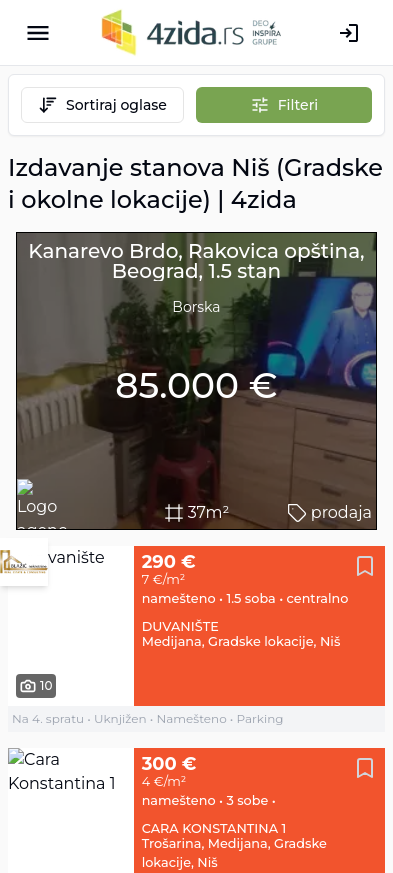 4zida.rs
DEO
INSPIRA
GRUPE
Sortiraj oglase
Filteri
Izdavanje stanova Niš (Gradske
i okolne lokacije) | 4zida
Kanarevo Brdo, Rakovica opština,
Beograd, 1.5 stan
Borska
85.000 €
Logo
37m²
prodaja
vanište
290 €
7 €/m²
namešteno • 1.5 soba • centralno
DUVANIŠTE
Medijana, Gradske lokacije, Niš
10
Na 4. spratu • Uknjižen • Namešteno • Parking
Cara
Konstantina 1
300 €
4 €/m²
namešteno • 3 sobe •
CARA KONSTANTINA 1
Trošarina, Medijana, Gradske
lokacije, Niš